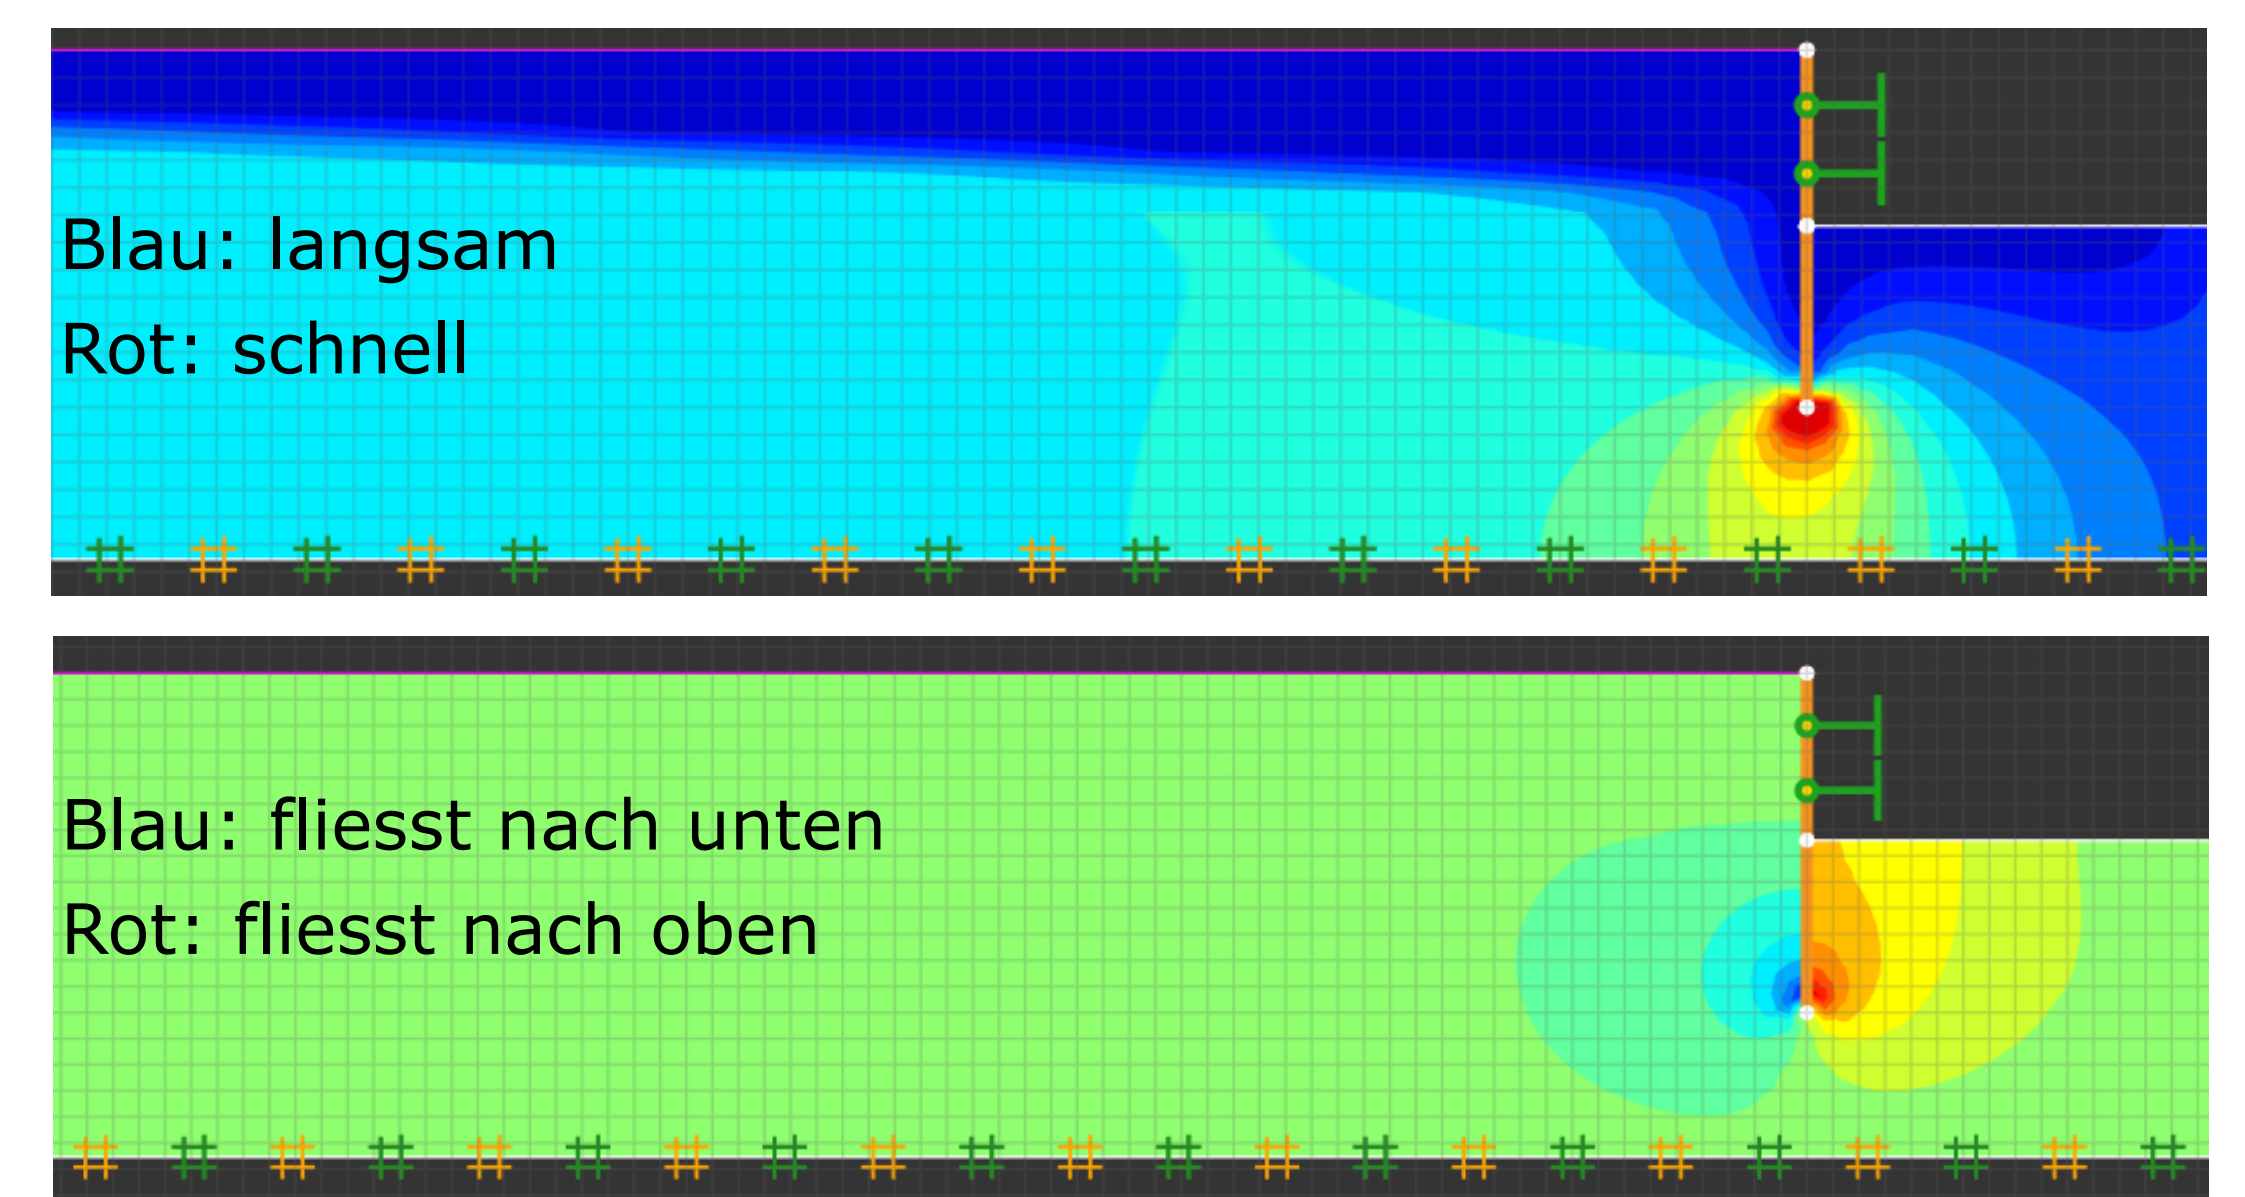 Blau: langsam
Rot: schnell
Blau: fliesst nach unten
Rot: fliesst nach oben